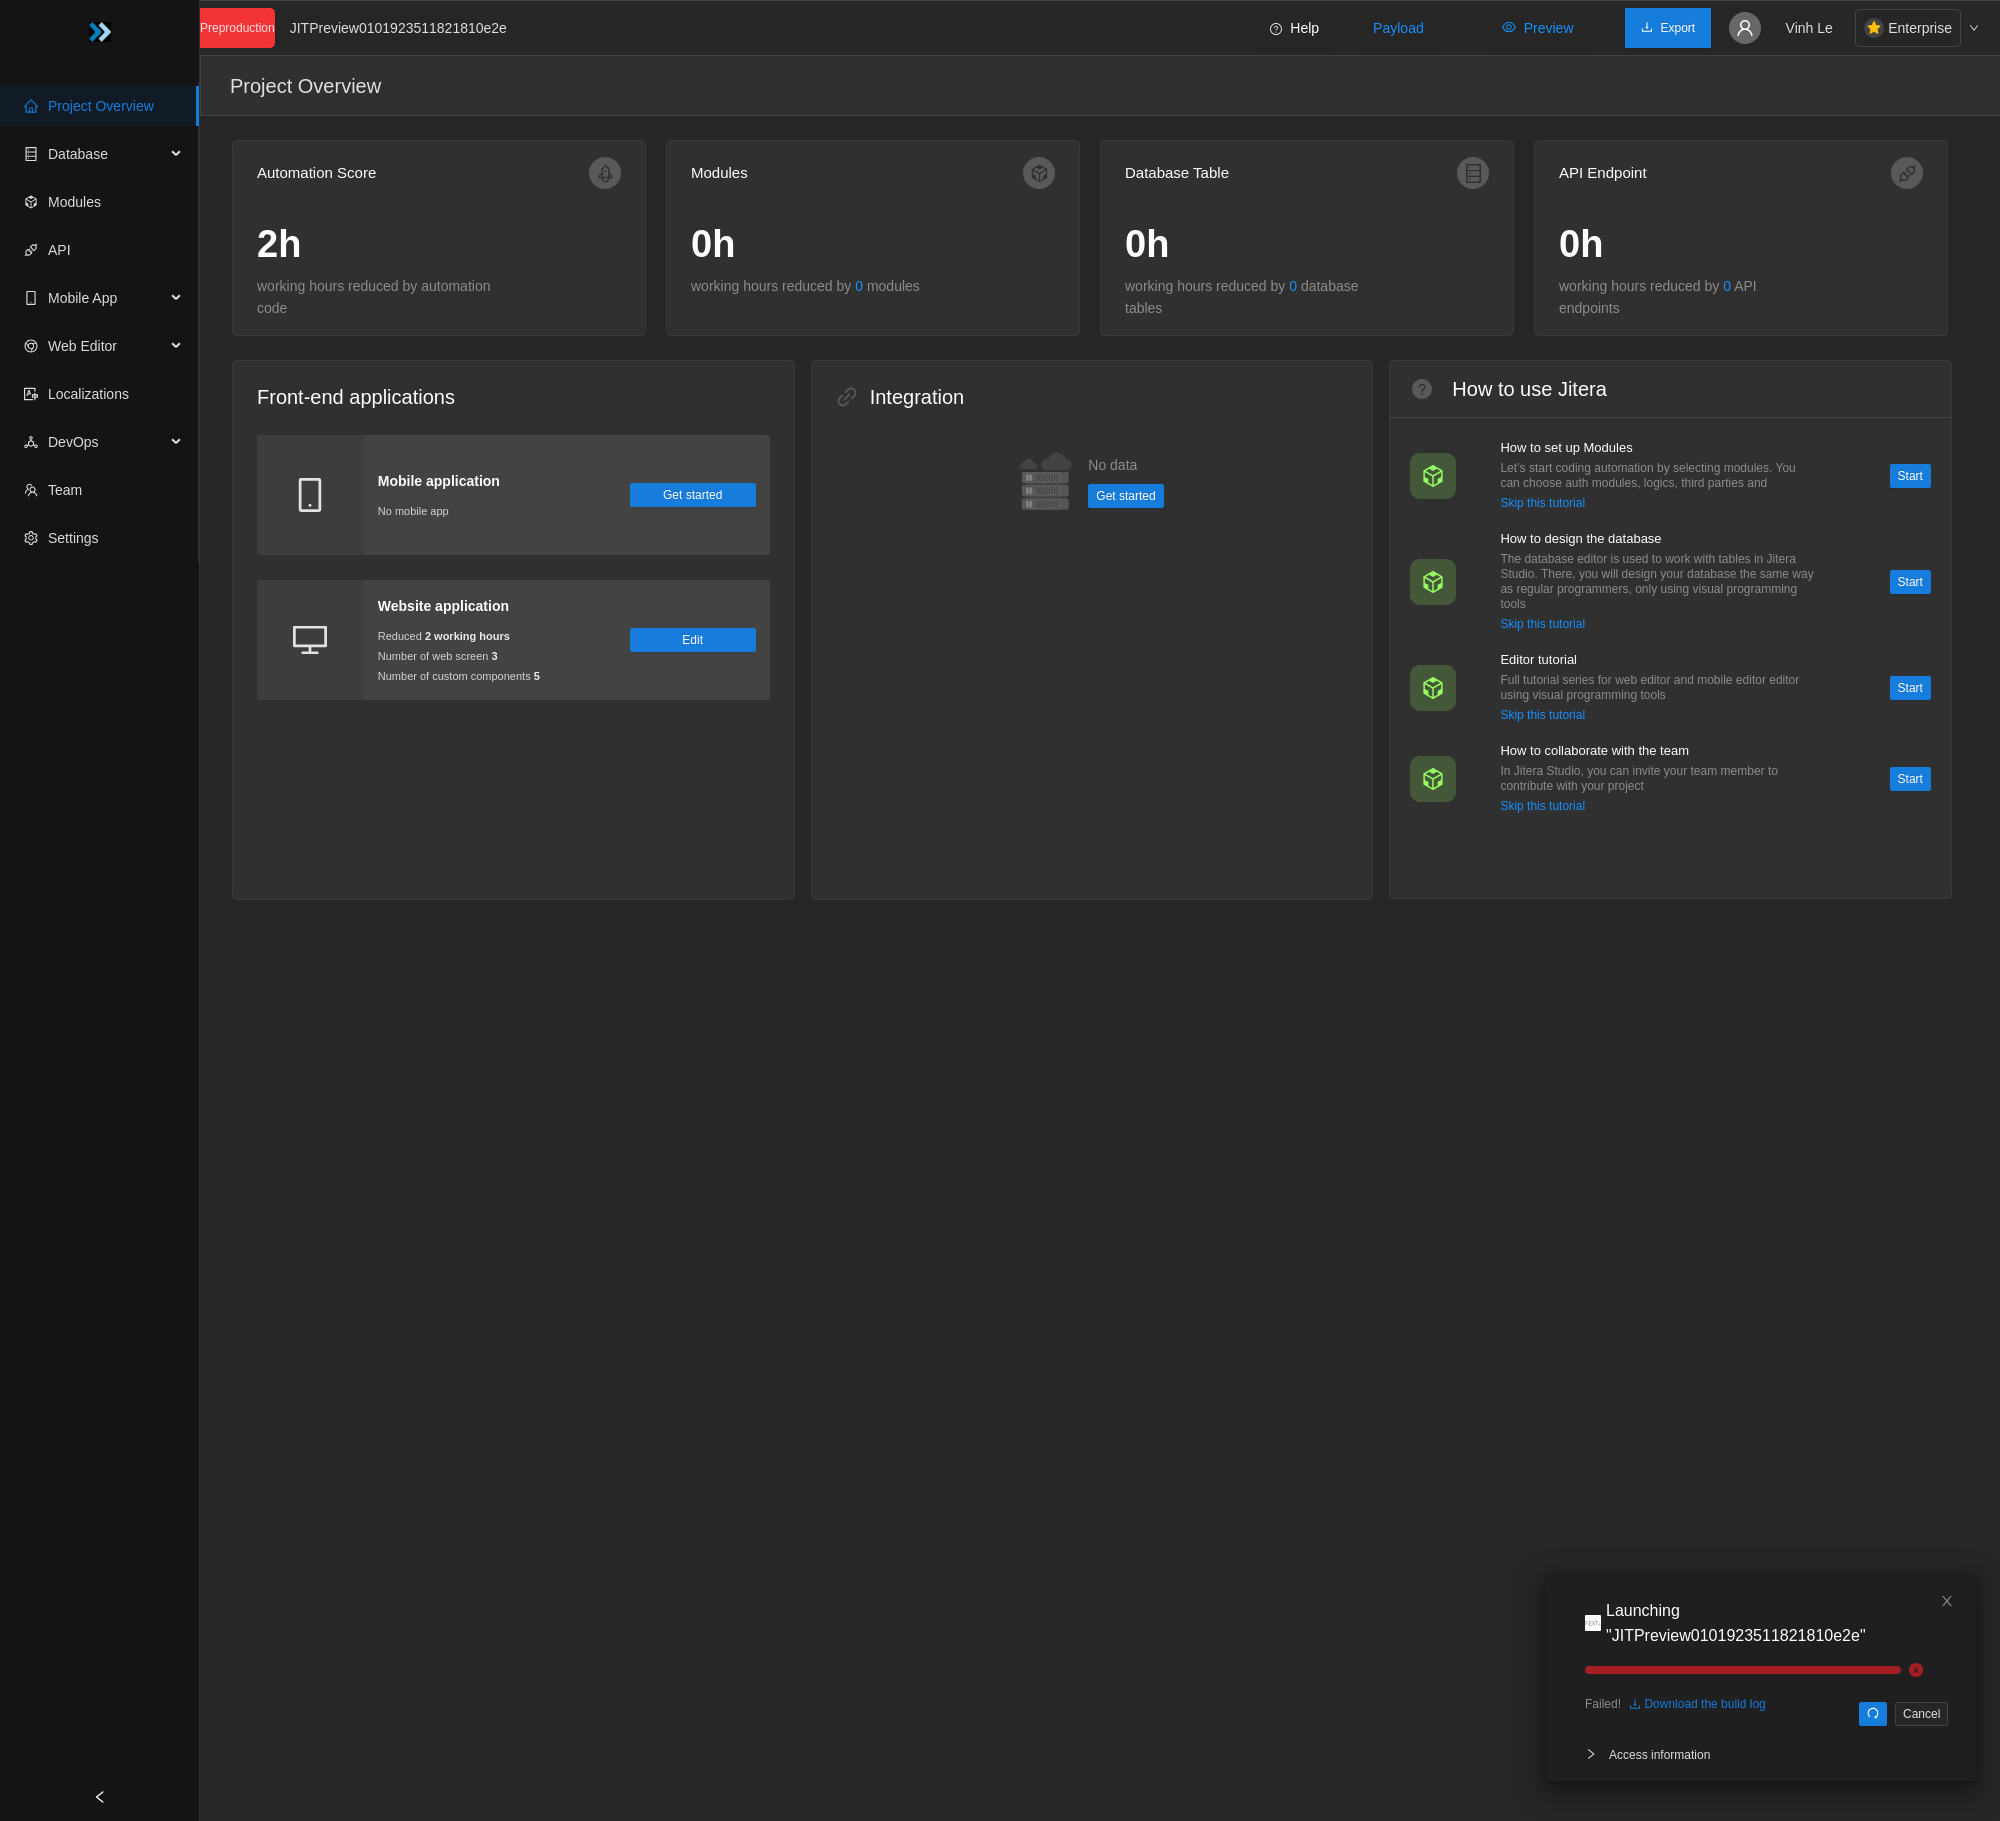 Preproduction
JITPreview0101923511821810e2e
Help
Payload
Preview
Export
Vinh Le
Enterprise
Project Overview
Project Overview
Database
Modules
API
Mobile App
Web Editor
Localizations
DevOps
Team
Settings
Automation Score
2h
working hours reduced by automation
code
Modules
0h
working hours reduced by 0 modules
Database Table
0h
working hours reduced by 0 database
tables
API Endpoint
0h
working hours reduced by 0 API
endpoints
Front-end applications
Mobile application
No mobile app
Get started
Website application
Reduced 2 working hours
Number of web screen 3
Number of custom components 5
Edit
Integration
No data
Get started
How to use Jitera
How to set up Modules
Let's start coding automation by selecting modules. You
can choose auth modules, logics, third parties and
Skip this tutorial
Start
How to design the database
The database editor is used to work with tables in Jitera
Studio. There, you will design your database the same way
as regular programmers, only using visual programming
tools
Skip this tutorial
Start
Editor tutorial
Full tutorial series for web editor and mobile editor editor
using visual programming tools
Skip this tutorial
Start
How to collaborate with the team
In Jitera Studio, you can invite your team member to
contribute with your project
Skip this tutorial
Start
Launching
"JITPreview0101923511821810e2e"
Failed!
Download the build log
Cancel
Access information